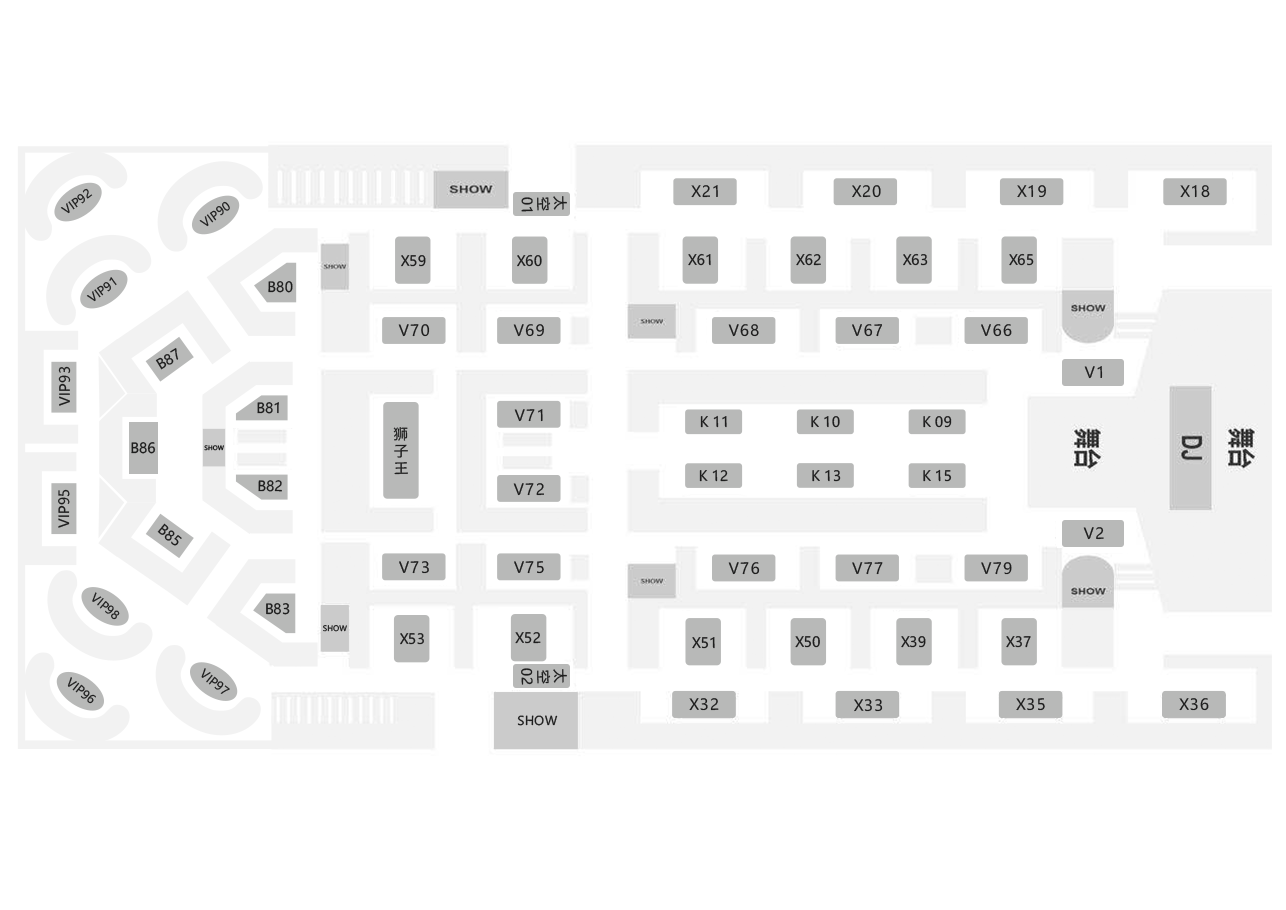 SHOW
太空01
X21
X20
X19
X18
VIP92
VIP90
VIP91
B80
SHOW
X59
X60
X61
X62
X63
X65
SHOW
V70
V69
SHOW
V68
V67
V66
B87
V1
VIP93
B81
狮子王
V71
K 11
K 10
K 09
舞台
DJ
舞台
B86
SHOW
VIP95
B82
V72
K 12
K 13
K 15
B85
V2
V73
V75
SHOW
V76
V77
V79
SHOW
VIP98
B83
SHOW
X53
X52
X51
X50
X39
X37
太空02
VIP96
VIP97
SHOW
X32
X33
X35
X36